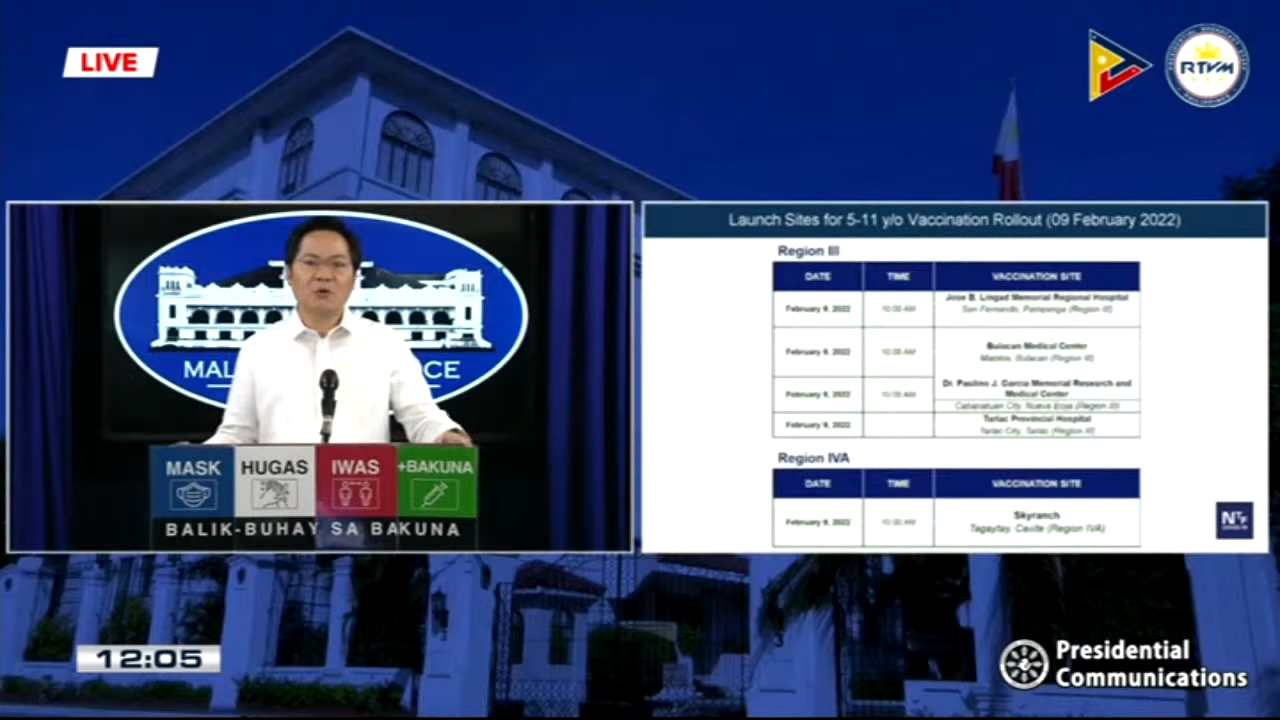 LIVE
RTVM
Launch Sites for 5-11 y/o Vaccination Rollout (09 February 2022)
Region III
DATE TIME VACCINATION SITE
February 9, 2022 10:00 AM Jose B. Lingad Memorial Regional Hospital
San Fernando, Pampanga (Region III)
February 9, 2022 10:00 AM Bulacan Medical Center
Malolos, Bulacan (Region III)
February 9, 2022 10:00 AM Dr. Paulino J. Garcia Memorial Research and
Medical Center
Cabanatuan City, Nueva Ecija (Region III)
February 9, 2022 Tarlac Provincial Hospital
Tarlac City, Tarlac (Region III)
Region IVA
DATE TIME VACCINATION SITE
February 9, 2022 10:00 AM Skyranch
Tagaytay, Cavite (Region IVA)
NTF
MASK HUGAS IWAS +BAKUNA
BALIK-BUHAY SA BAKUNA
12:05
Presidential
Communications